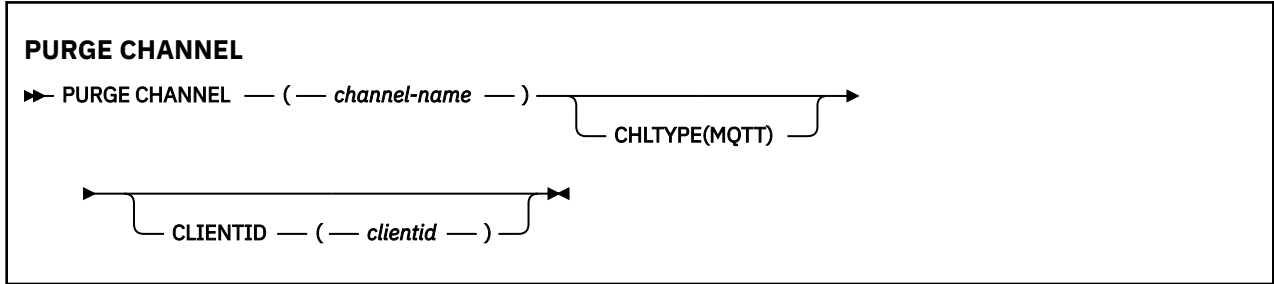 PURGE CHANNEL
PURGE CHANNEL ( channel-name )
CHLTYPE(MQTT)
CLIENTID ( clientid )